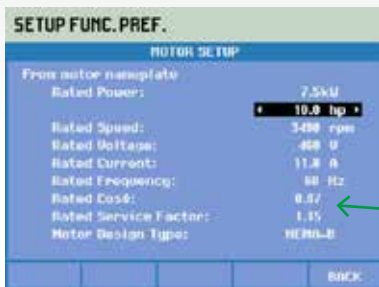 SETUP FUNC. PREF.
MOTOR SETUP
From motor nameplate
Rated Power: 7.5kW
10.0 hp
Rated Speed: rpm
Rated Voltage: 460 V
Rated Current: 11.0 A
Rated Frequency: 60 Hz
Rated Cosϕ: 0.87
Rated Service Factor: 1.15
Motor Design Type: NEMA-B
BACK